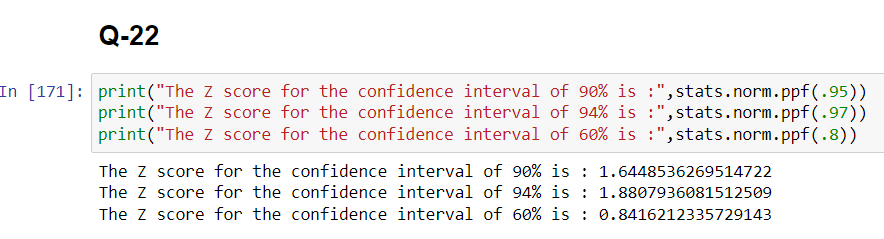 Q-22
In [171]: print("The Z score for the confidence interval of 90% is :",stats.norm.ppf(.95))
print("The Z score for the confidence interval of 94% is :",stats.norm.ppf(.97))
print("The Z score for the confidence interval of 60% is :",stats.norm.ppf(.8))
The Z score for the confidence interval of 90% is : 1.6448536269514722
The Z score for the confidence interval of 94% is : 1.8807936081512509
The Z score for the confidence interval of 60% is : 0.8416212335729143